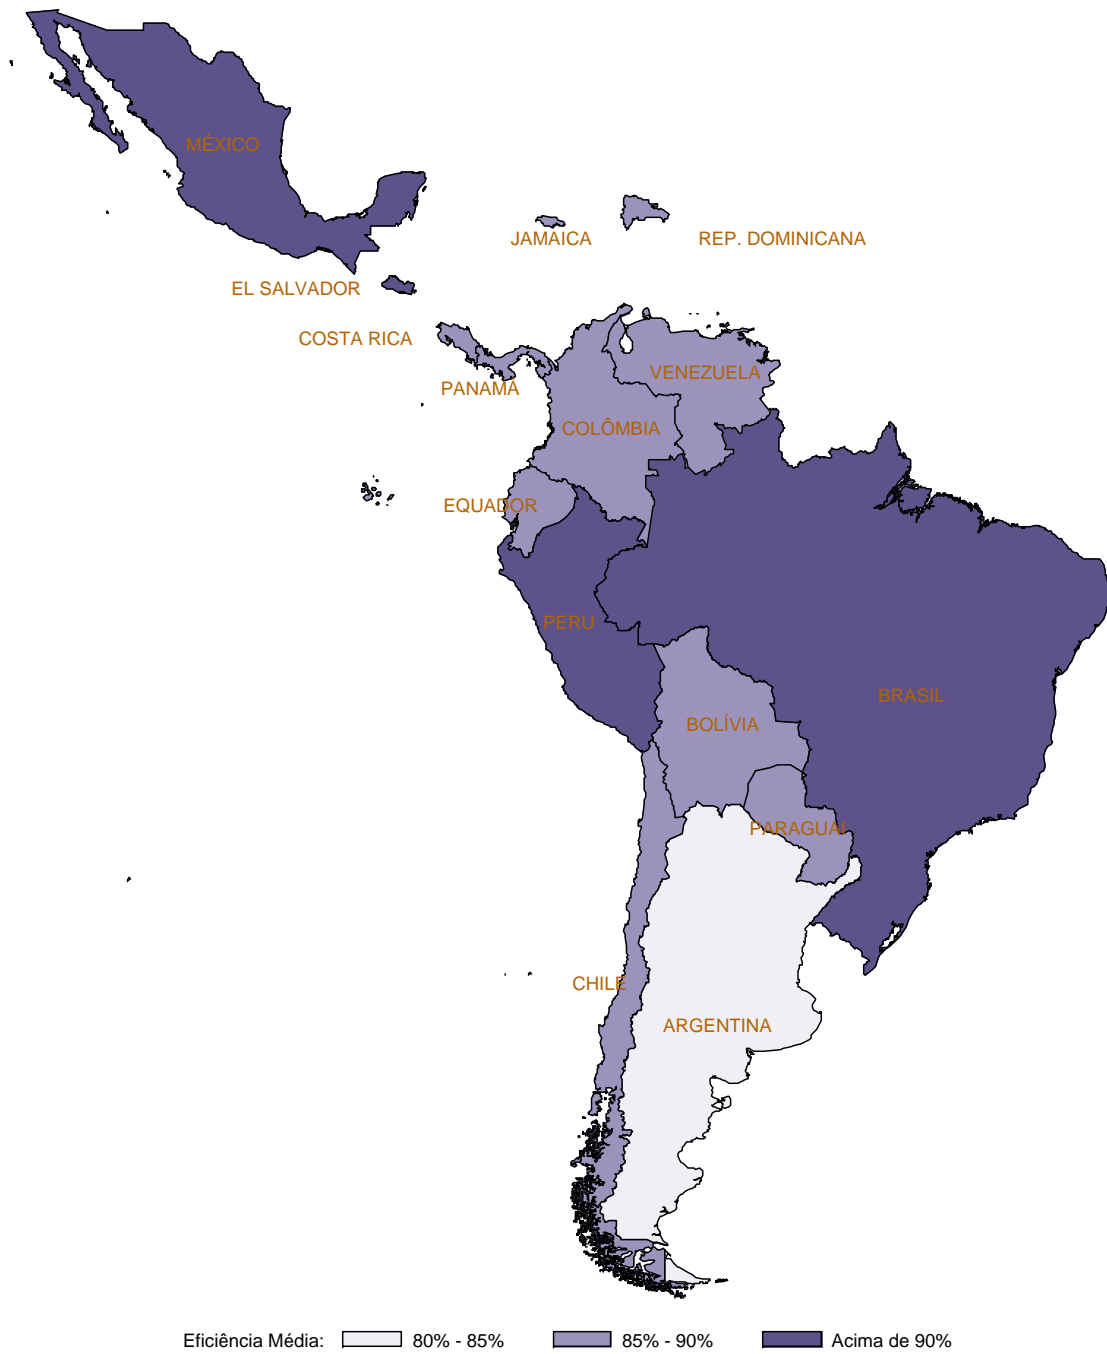 MÉXICO
JAMAICA
REP. DOMINICANA
EL SALVADOR
COSTA RICA
VENEZUELA
PANAMÁ
COLÔMBIA
EQUADOR
PERU
BRASIL
BOLÍVIA
PARAGUAI
CHILE
ARGENTINA
Eficiência Média: 80% - 85% 85% - 90% Acima de 90%